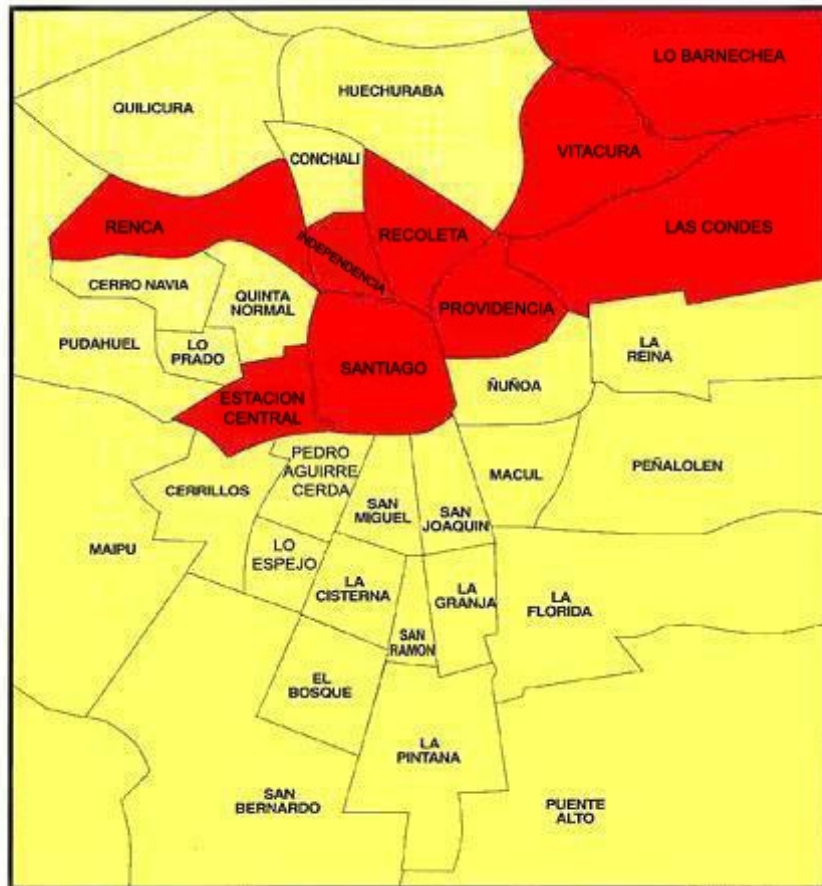 LO BARNECHEA
HUECHURABA
QUILICURA
VITACURA
CONCHALI
RENCA
RECOLETA
LAS CONDES
INDEPENDENCIA
CERRO NAVIA
QUINTA
NORMAL
PROVIDENCIA
PUDAHUEL
LO
PRADO
LA
REINA
SANTIAGO
ÑUÑOA
ESTACION
CENTRAL
PEDRO
AGUIRRE
CERDA
PEÑALOLEN
MACUL
CERRILLOS
SAN
MIGUEL
SAN
JOAQUIN
MAIPU
LO
ESPEJO
LA
CISTERNA
LA
GRANJA
LA
FLORIDA
SAN
RAMON
EL
BOSQUE
LA
PINTANA
SAN
BERNARDO
PUENTE
ALTO